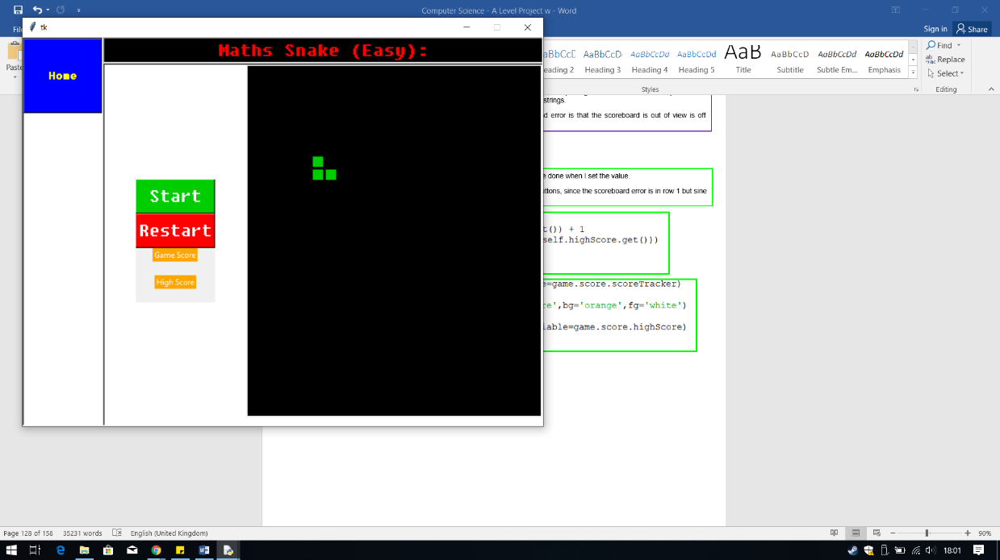 Computer Science - A Level Project w - Word
Sign in
Share
tk
Paste
Home
Maths Snake (Easy):
Start
Restart
Game Score
High Score
AaBbCcDd
AaBbCcDd
AaBbCcDd
AaB
AaBbCcD
AaBbCcDd
AaBbCcDd
eading 2
Heading 3
Heading 4
Heading 5
Title
Subtitle
Subtle Em...
Emphasis
Styles
Find
Replace
Select
Editing
strings.
d error is that the scoreboard is out of view is off
e done when I set the value.
ttons, since the scoreboard error is in row 1 but sine
t()) + 1
self.highScore.get()))
e=game.score.scoreTracker)
re',bg='orange',fg='white')
iable=game.score.highScore)
Page 128 of 158
35231 words
English (United Kingdom)
90%
18:01